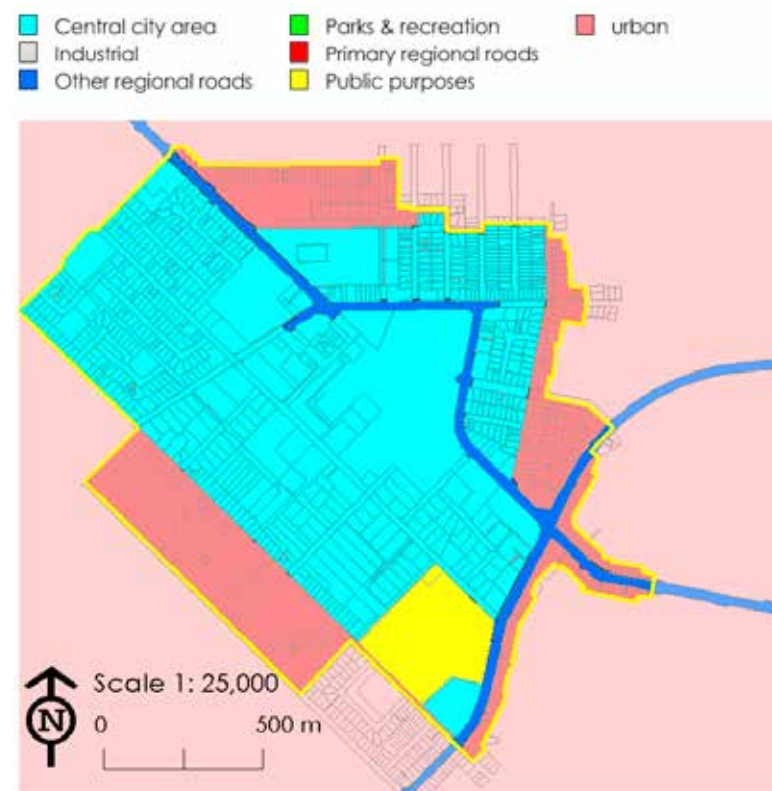 Central city area
Parks & recreation
urban
Industrial
Primary regional roads
Other regional roads
Public purposes
Scale 1: 25,000
N
0
500 m